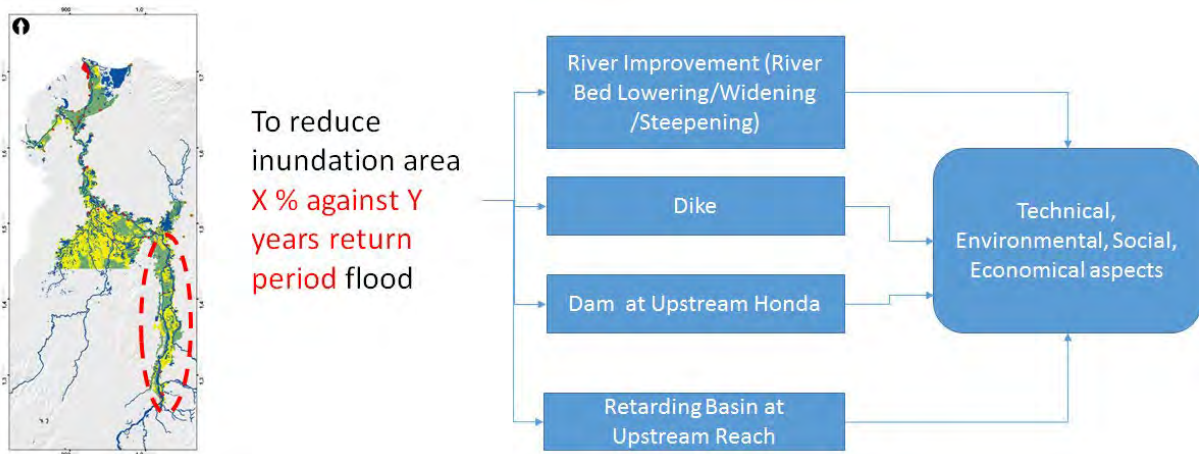 To reduce
inundation area
X % against Y
years return
period flood
River Improvement (River
Bed Lowering/Widening
/Steepening)
Dike
Dam at Upstream Honda
Retarding Basin at
Upstream Reach
Technical,
Environmental, Social,
Economical aspects